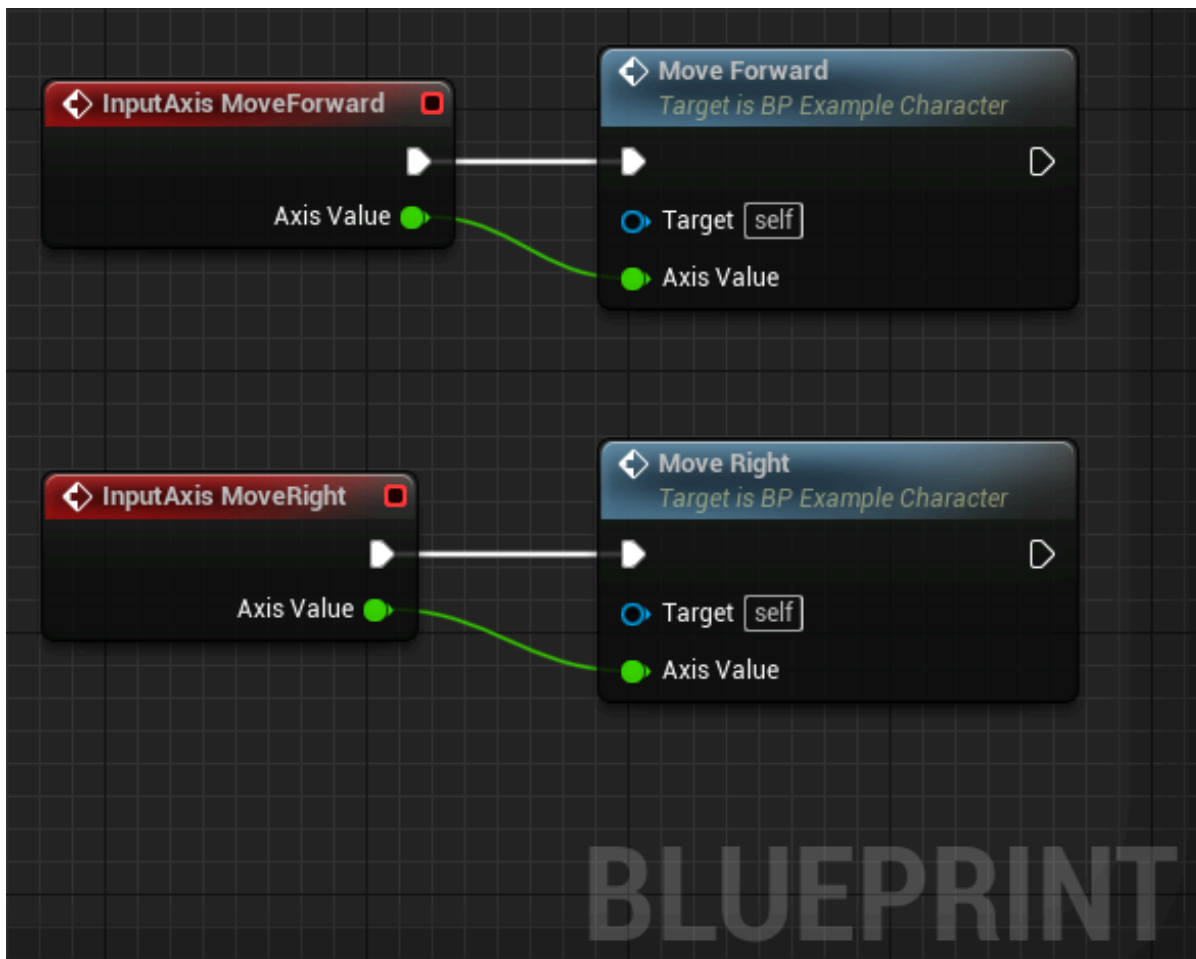 InputAxis MoveForward
Axis Value
Move Forward
Target is BP Example Character
Target self
Axis Value
InputAxis MoveRight
Axis Value
Move Right
Target is BP Example Character
Target self
Axis Value
BLUEPRINT